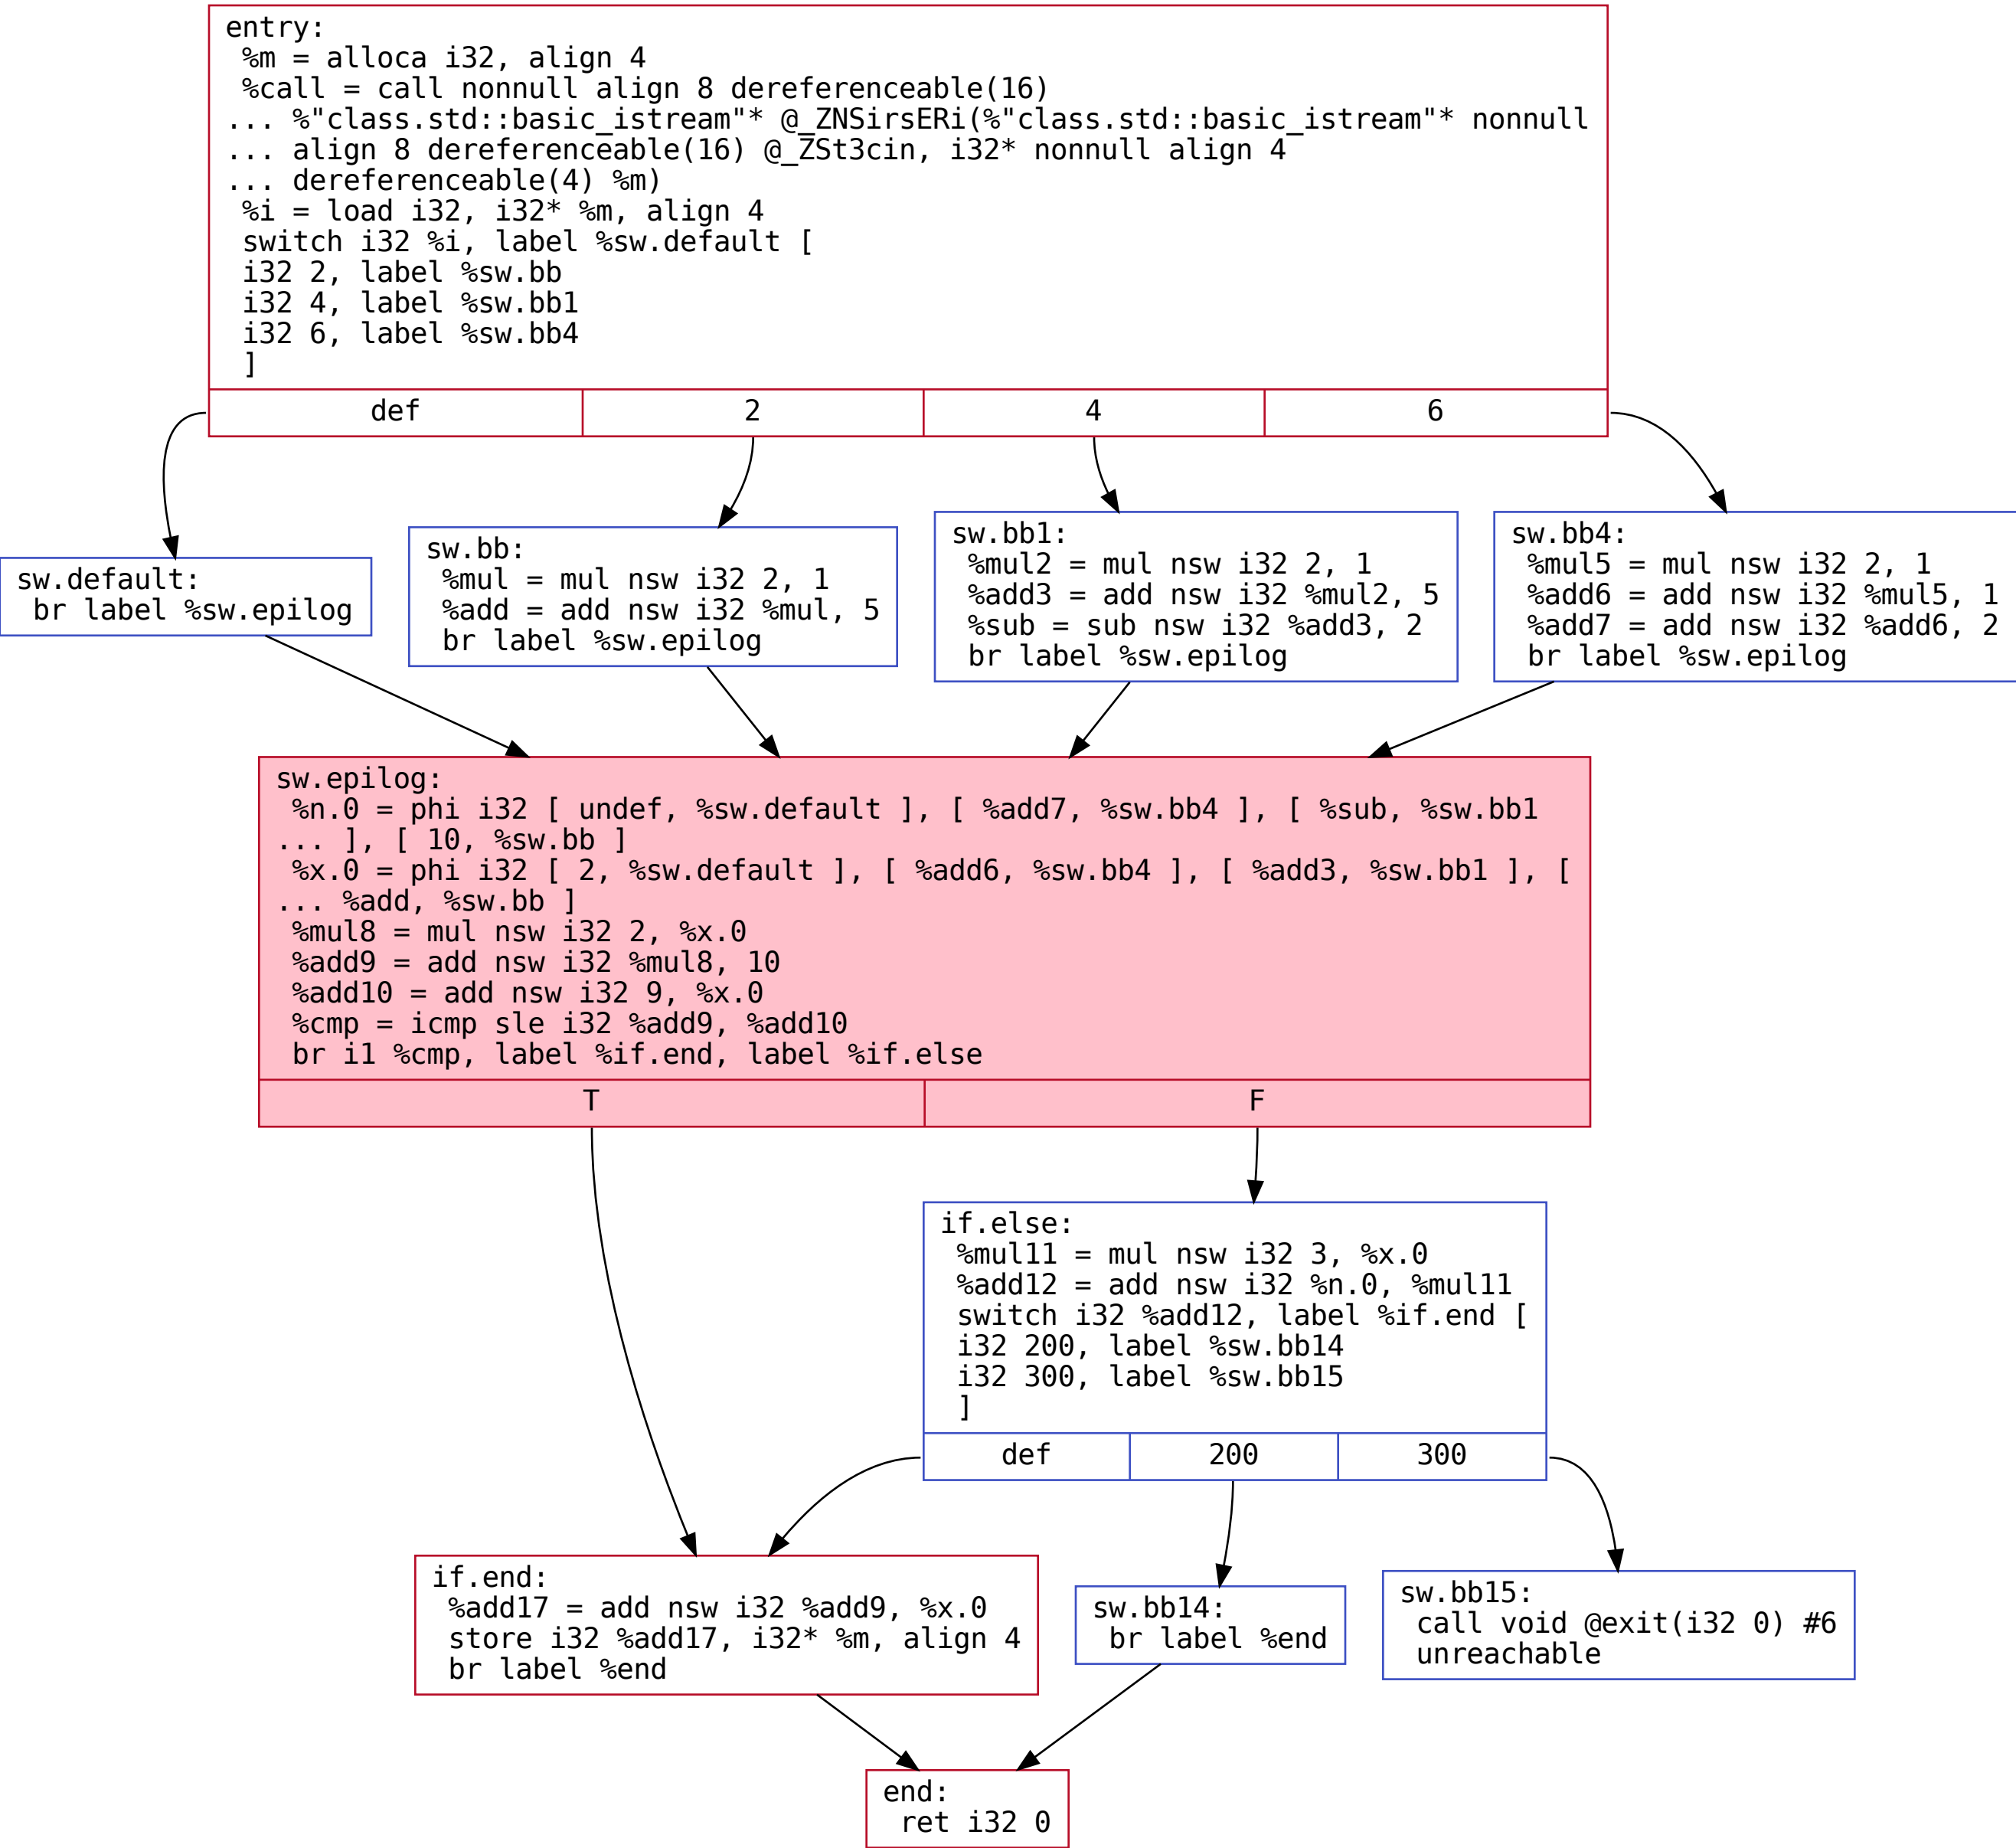 entry:
%m = alloca i32, align 4
%call = call nonnull align 8 dereferenceable(16)
... %"class.std::basic_istream"* @_ZNSirsERi(%"class.std::basic_istream"* nonnull
... align 8 dereferenceable(16) @_ZSt3cin, i32* nonnull align 4
... dereferenceable(4) %m)
%i = load i32, i32* %m, align 4
switch i32 %i, label %sw.default [
i32 2, label %sw.bb
i32 4, label %sw.bb1
i32 6, label %sw.bb4
]
def
2
4
6
sw.default:
br label %sw.epilog
sw.bb:
%mul = mul nsw i32 2, 1
%add = add nsw i32 %mul, 5
br label %sw.epilog
sw.bb1:
%mul2 = mul nsw i32 2, 1
%add3 = add nsw i32 %mul2, 5
%sub = sub nsw i32 %add3, 2
br label %sw.epilog
sw.bb4:
%mul5 = mul nsw i32 2, 1
%add6 = add nsw i32 %mul5, 1
%add7 = add nsw i32 %add6, 2
br label %sw.epilog
sw.epilog:
%n.0 = phi i32 [ undef, %sw.default ], [ %add7, %sw.bb4 ], [ %sub, %sw.bb1
... ], [ 10, %sw.bb ]
%x.0 = phi i32 [ 2, %sw.default ], [ %add6, %sw.bb4 ], [ %add3, %sw.bb1 ], [
... %add, %sw.bb ]
%mul8 = mul nsw i32 2, %x.0
%add9 = add nsw i32 %mul8, 10
%add10 = add nsw i32 9, %x.0
%cmp = icmp sle i32 %add9, %add10
br i1 %cmp, label %if.end, label %if.else
T
F
if.else:
%mul11 = mul nsw i32 3, %x.0
%add12 = add nsw i32 %n.0, %mul11
switch i32 %add12, label %if.end [
i32 200, label %sw.bb14
i32 300, label %sw.bb15
]
def
200
300
if.end:
%add17 = add nsw i32 %add9, %x.0
store i32 %add17, i32* %m, align 4
br label %end
sw.bb14:
br label %end
sw.bb15:
call void @exit(i32 0) #6
unreachable
end:
ret i32 0